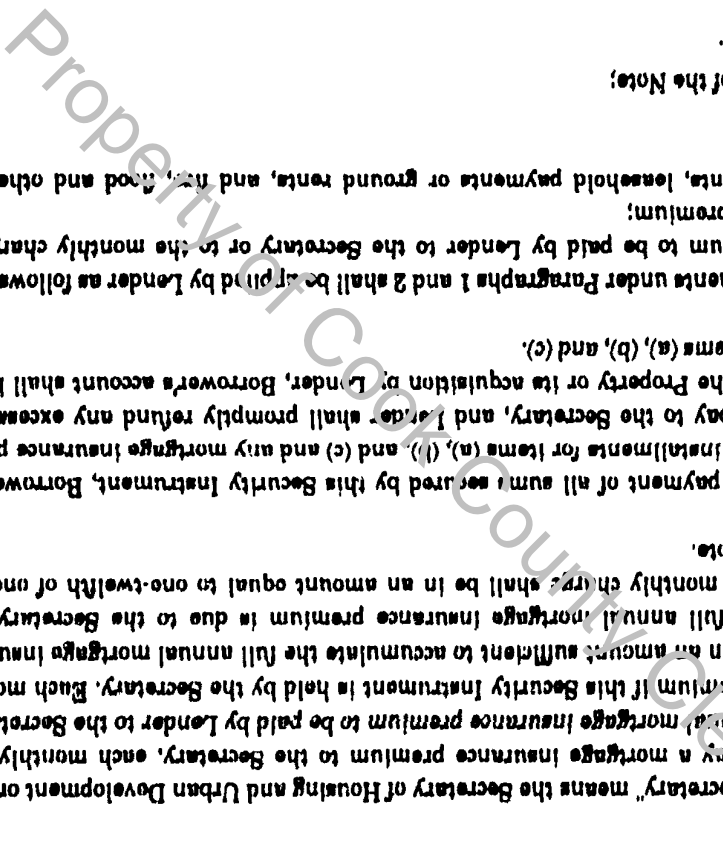 cretary" means the Secretary of Housing and Urban Development or
y a mortgage insurance premium to the Secretary, each monthly
mortgage insurance premium to be paid by Lender to the Secreta
mium if this Security Instrument is held by the Secretary. Each mo
n an amount sufficient to accumulate the full annual mortgage insu
full annual mortgage insurance premium is due to the Secretary
monthly charge shall be in an amount equal to one-twelfth of one
ote.
payment of all sums secured by this Security Instrument, Borrowe
installments for items (a), (b), and (c) and any mortgage insurance p
pay to the Secretary, and Lender shall promptly refund any excess
he Property or its acquisition by Lender, Borrower's account shall
ems (a), (b), and (c).
ments under Paragraphs 1 and 2 shall be applied by Lender as follows
um to be paid by Lender to the Secretary or to the monthly char
premium;
nts, leasehold payments or ground rents, and fire, flood and othe
of the Note;
Property of Cook County Cle